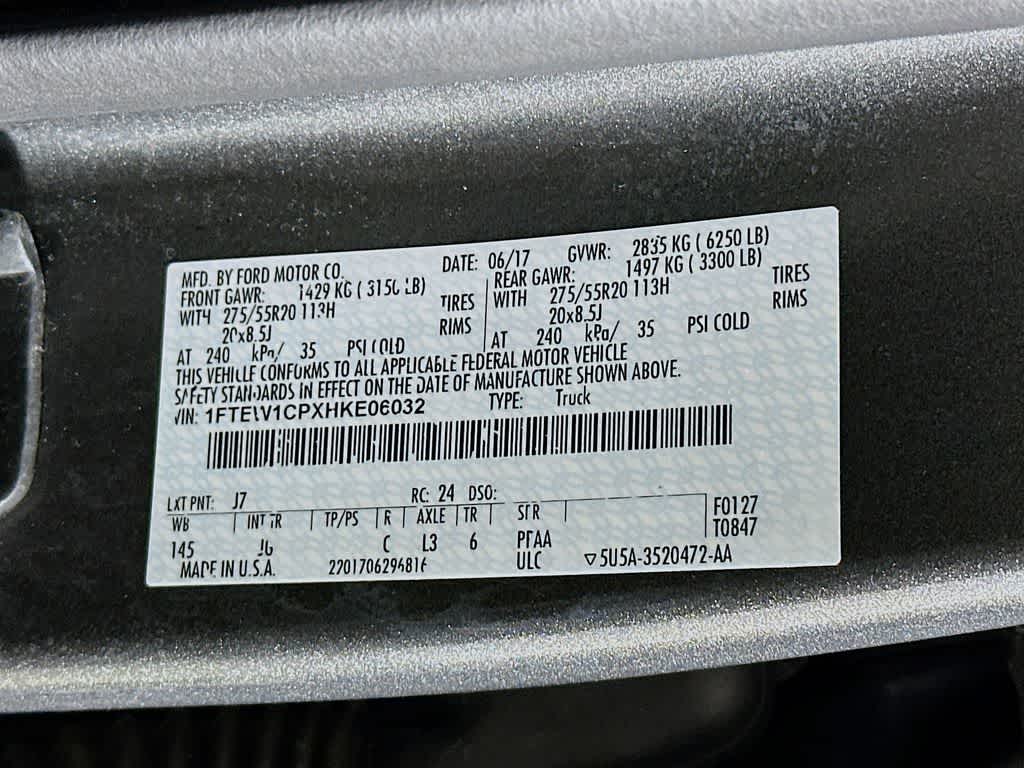 MFD. BY FORD MOTOR CO. DATE: 06/17 GVWR: 2835 KG ( 6250 LB)
FRONT GAWR: 1429 KG ( 3150 LB) REAR GAWR: 1497 KG ( 3300 LB)
WITH 275/55R20 113H TIRES WITH 275/55R20 113H TIRES
20x8.5J RIMS 20x8.5J RIMS
AT 240 kPa/ 35 PSI COLD AT 240 kPa/ 35 PSI COLD
THIS VEHICLE CONFORMS TO ALL APPLICABLE FEDERAL MOTOR VEHICLE
SAFETY STANDARDS IN EFFECT ON THE DATE OF MANUFACTURE SHOWN ABOVE.
VIN: 1FTEW1CPXHKE06032 TYPE: Truck
EXT PNT: J7 RC: 24 DSO:
WB INT TR TP/PS R AXLE TR SPR F0127
145 JG C L3 6 PFAA T0847
MADE IN U.S.A. 2201706296816 ULC ▽5U5A-3520472-AA